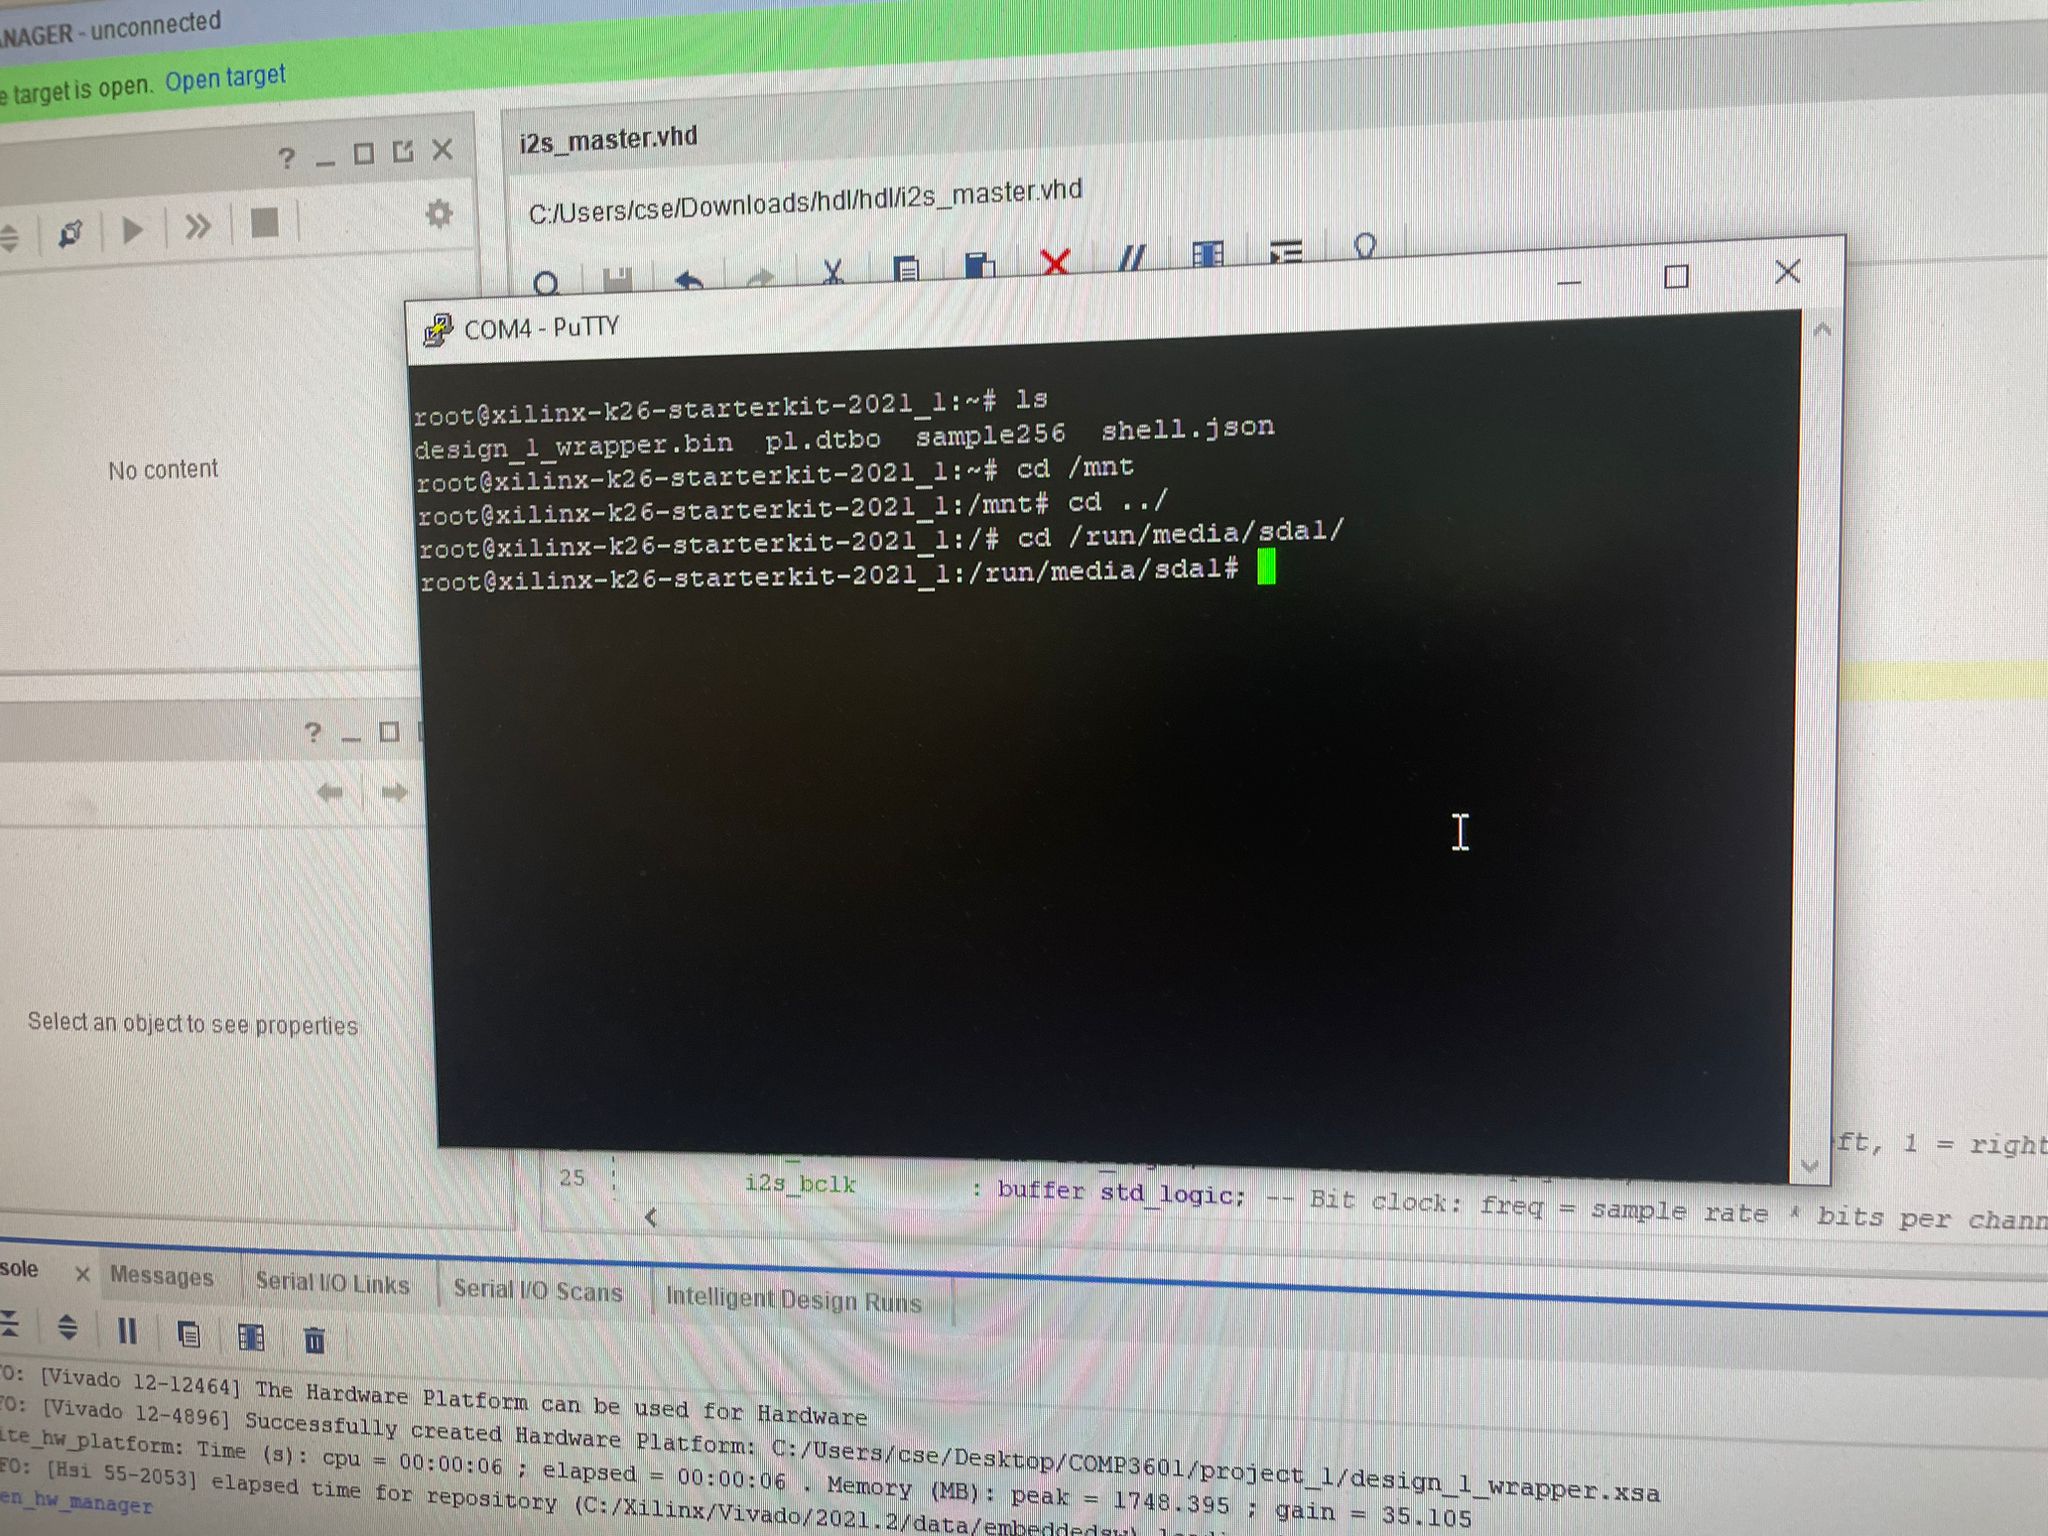 - unconnected
target is open. Open target
i2s_master.vhd
C:/Users/cse/Downloads/hdl/hdl/i2s_master.vhd
COM4 - PuTTY
root@xilinx-k26-starterkit-2021_1:~# ls
design_1_wrapper.bin  pl.dtbo  sample256  shell.json
root@xilinx-k26-starterkit-2021_1:~# cd /mnt
root@xilinx-k26-starterkit-2021_1:/mnt# cd ../
root@xilinx-k26-starterkit-2021_1:/# cd /run/media/sda1/
root@xilinx-k26-starterkit-2021_1:/run/media/sda1#
No content
Select an object to see properties
ft, 1 = right
25 i2s_bclk : buffer std_logic; -- Bit clock: freq = sample rate * bits per chann
sole Messages Serial I/O Links Serial I/O Scans Intelligent Design Runs
O: [Vivado 12-12464] The Hardware Platform can be used for Hardware
FO: [Vivado 12-4896] Successfully created Hardware Platform: C:/Users/cse/Desktop/COMP3601/project_1/design_1_wrapper.xsa
ite_hw_platform: Time (s): cpu = 00:00:06 ; elapsed = 00:00:06 . Memory (MB): peak = 1748.395 ; gain = 35.105
FO: [Hsi 55-2053] elapsed time for repository (C:/Xilinx/Vivado/2021.2/data/embeddedsw)
en_hw_manager